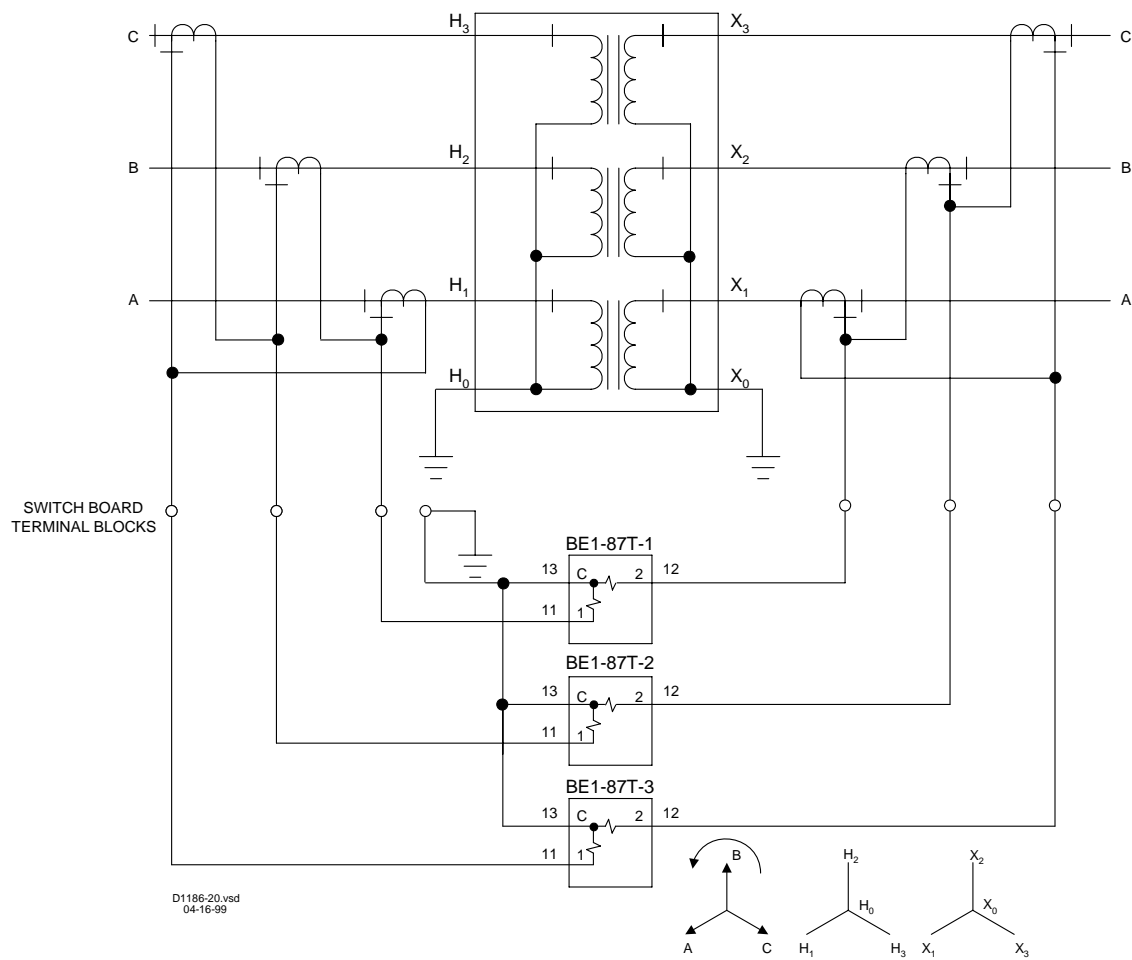 C H₃ X₃ C
B H₂ X₂ B
A H₁ X₁ A
H₀ X₀
SWITCH BOARD
TERMINAL BLOCKS
BE1-87T-1
13 C 2 12
11 1
BE1-87T-2
13 C 2 12
11 1
BE1-87T-3
13 C 2 12
11 1
D1186-20.vsd
04-16-99
B H₂ X₂
H₀ X₀
A C H₁ H₃ X₁ X₃